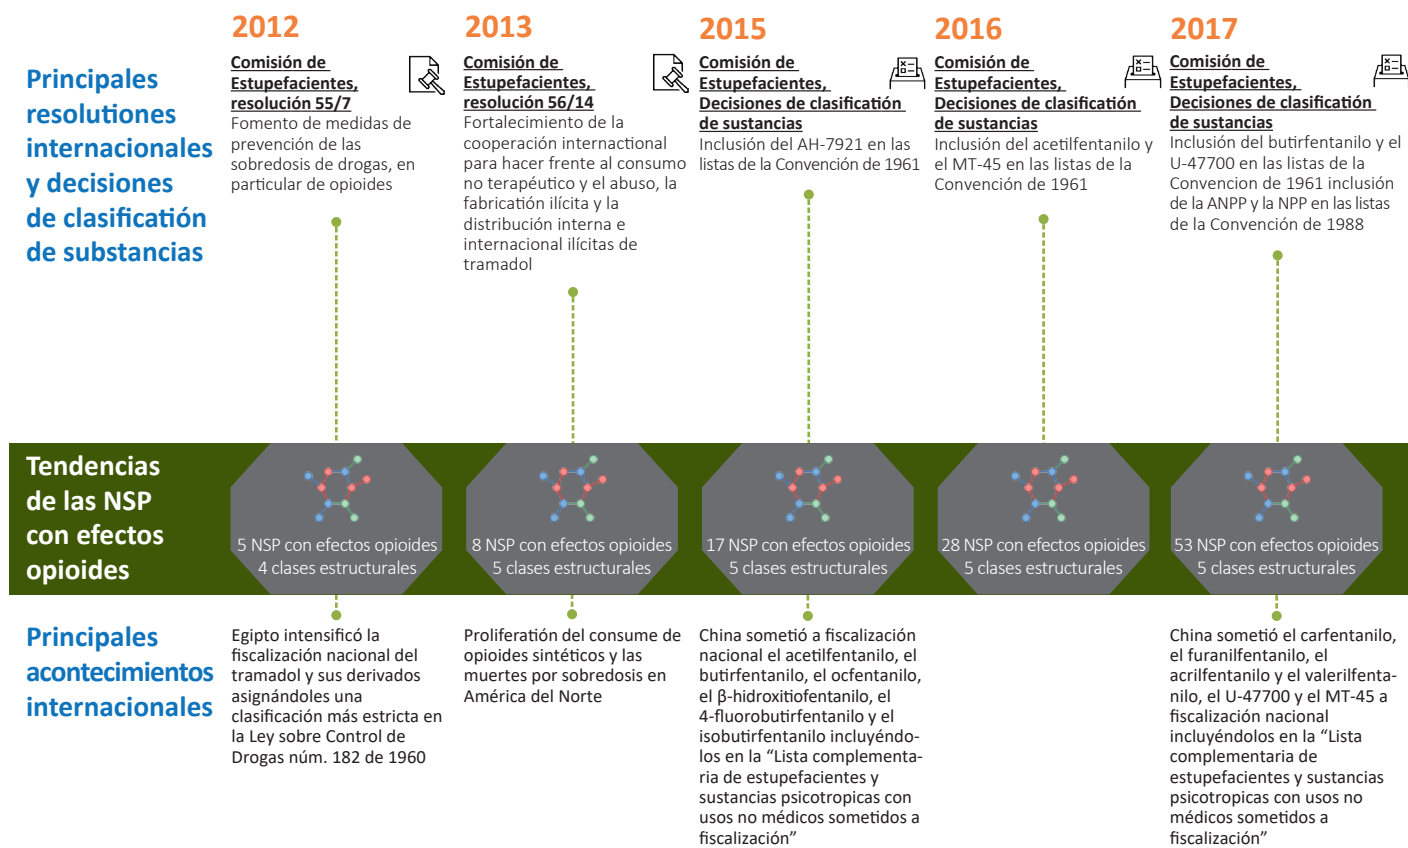 Principales
resolutiones
internacionales
y decisiones
de clasificatión
de substancias
2012
Comisión de
Estupefacientes,
resolución 55/7
Fomento de medidas de
prevención de las
sobredosis de drogas, en
particular de opioides
2013
Comisión de
Estupefacientes,
resolución 56/14
Fortalecimiento de la
cooperación internactional
para hacer frente al consumo
no terapéutico y el abuso, la
fabricatión ilícita y la
distribución interna e
internacional ilícitas de
tramadol
2015
Comisión de
Estupefacientes,
Decisiones de clasificatión
de sustancias
Inclusión del AH-7921 en las
listas de la Convención de 1961
2016
Comisión de
Estupefacientes,
Decisiones de clasificatión
de sustancias
Inclusión del acetilfentanilo y
el MT-45 en las listas de la
Convención de 1961
2017
Comisión de
Estupefacientes,
Decisiones de clasificatión
de sustancias
Inclusión del butirfentanilo y el
U-47700 en las listas de la
Convencion de 1961 inclusión
de la ANPP y la NPP en las listas
de la Convención de 1988
Tendencias
de las NSP
con efectos
opioides
5 NSP con efectos opioides
4 clases estructurales
8 NSP con efectos opioides
5 clases estructurales
17 NSP con efectos opioides
5 clases estructurales
28 NSP con efectos opioides
5 clases estructurales
53 NSP con efectos opioides
5 clases estructurales
Principales
acontecimientos
internacionales
Egipto intensificó la
fiscalización nacional del
tramadol y sus derivados
asignándoles una
clasificación más estricta en
la Ley sobre Control de
Drogas núm. 182 de 1960
Proliferatión del consume de
opioides sintéticos y las
muertes por sobredosis en
América del Norte
China sometió a fiscalización
nacional el acetilfentanilo, el
butirfentanilo, el ocfentanilo,
el β-hidroxitiofentanilo, el
4-fluorobutirfentanilo y el
isobutirfentanilo incluyéndo-
los en la “Lista complementa-
ria de estupefacientes y
sustancias psicotropicas con
usos no médicos sometidos a
fiscalización”
China sometió el carfentanilo,
el furanilfentanilo, el
acrilfentanilo y el valerilfenta-
nilo, el U-47700 y el MT-45 a
fiscalización nacional
incluyéndolos en la “Lista
complementaria de
estupefacientes y sustancias
psicotropicas con usos no
médicos sometidos a
fiscalización”